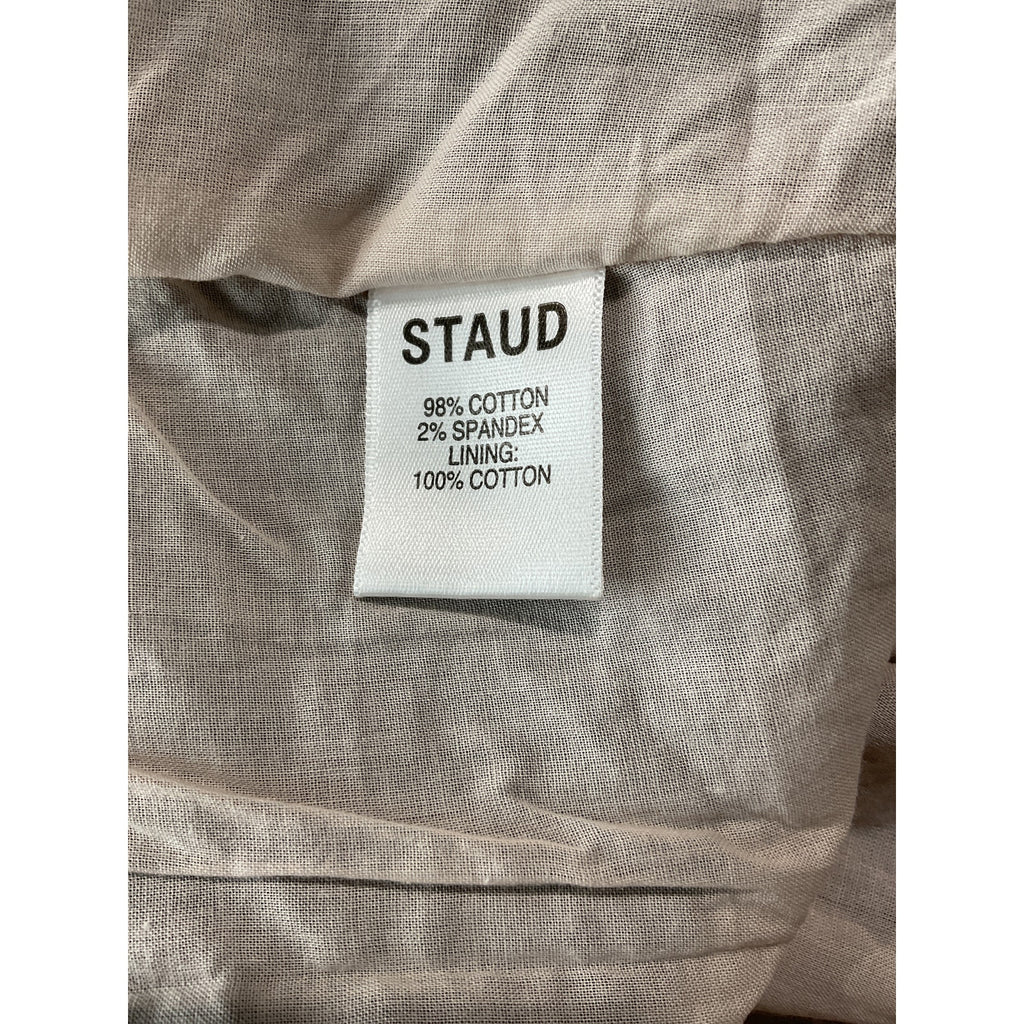 STAUD
98% COTTON
2% SPANDEX
LINING:
100% COTTON